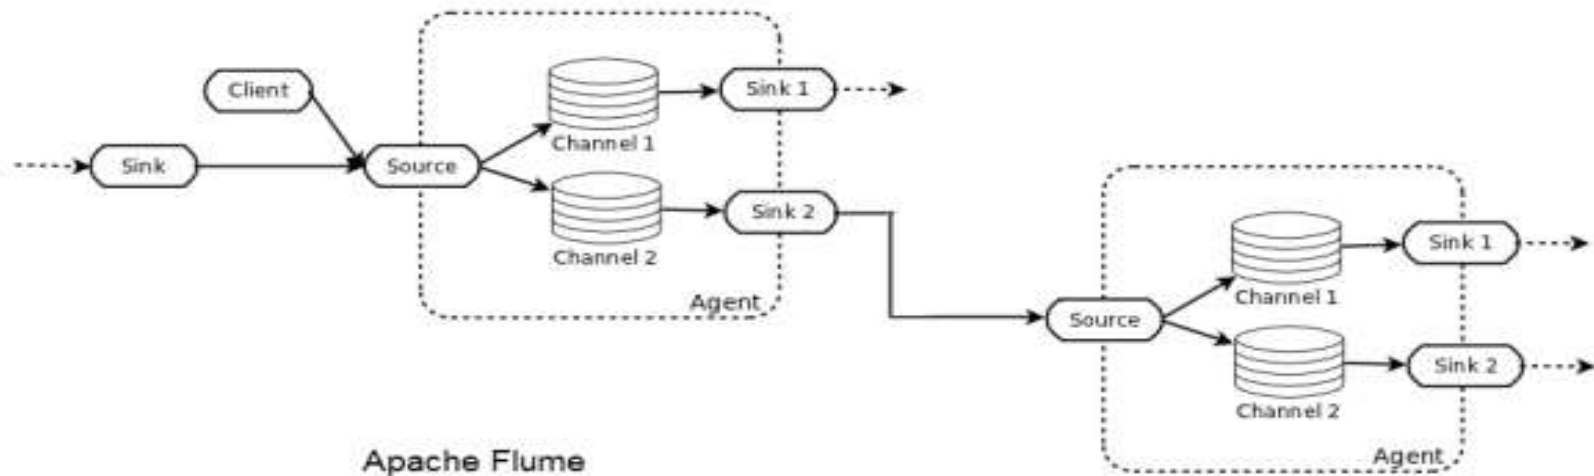 Client
Sink
Source
Channel 1
Sink 1
Channel 2
Sink 2
Agent
Source
Channel 1
Sink 1
Channel 2
Sink 2
Agent
Apache Flume